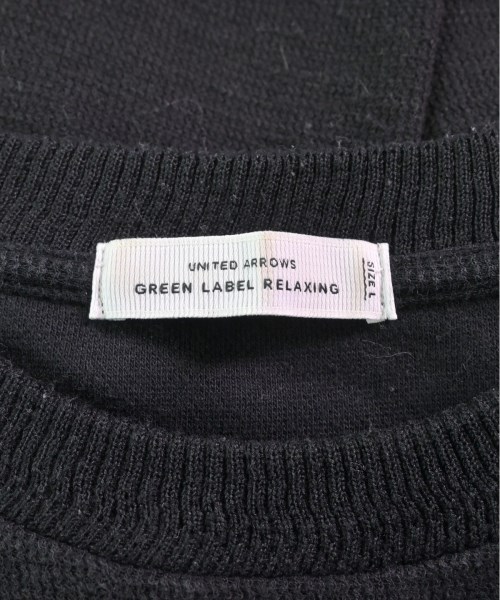 UNITED ARROWS
GREEN LABEL RELAXING
SIZE L